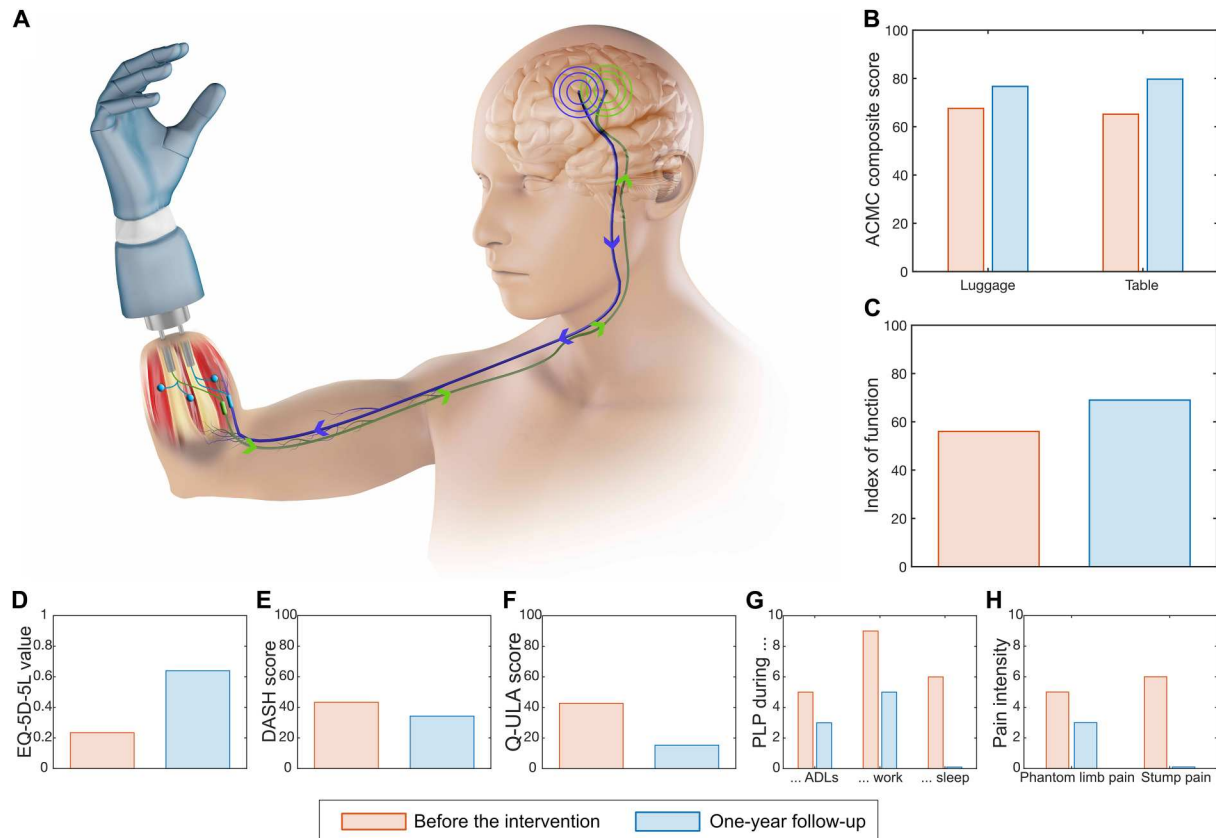 A
B
ACMC composite score
100
80
60
40
20
0
Luggage
Table
C
Index of function
100
80
60
40
20
0
D
EQ-5D-5L value
1
0.8
0.6
0.4
0.2
0
E
DASH score
100
80
60
40
20
0
F
Q-ULA score
100
80
60
40
20
0
G
PLP during ...
10
8
6
4
2
0
... ADLs
... work
... sleep
H
Pain intensity
10
8
6
4
2
0
Phantom limb pain
Stump pain
Before the intervention
One-year follow-up